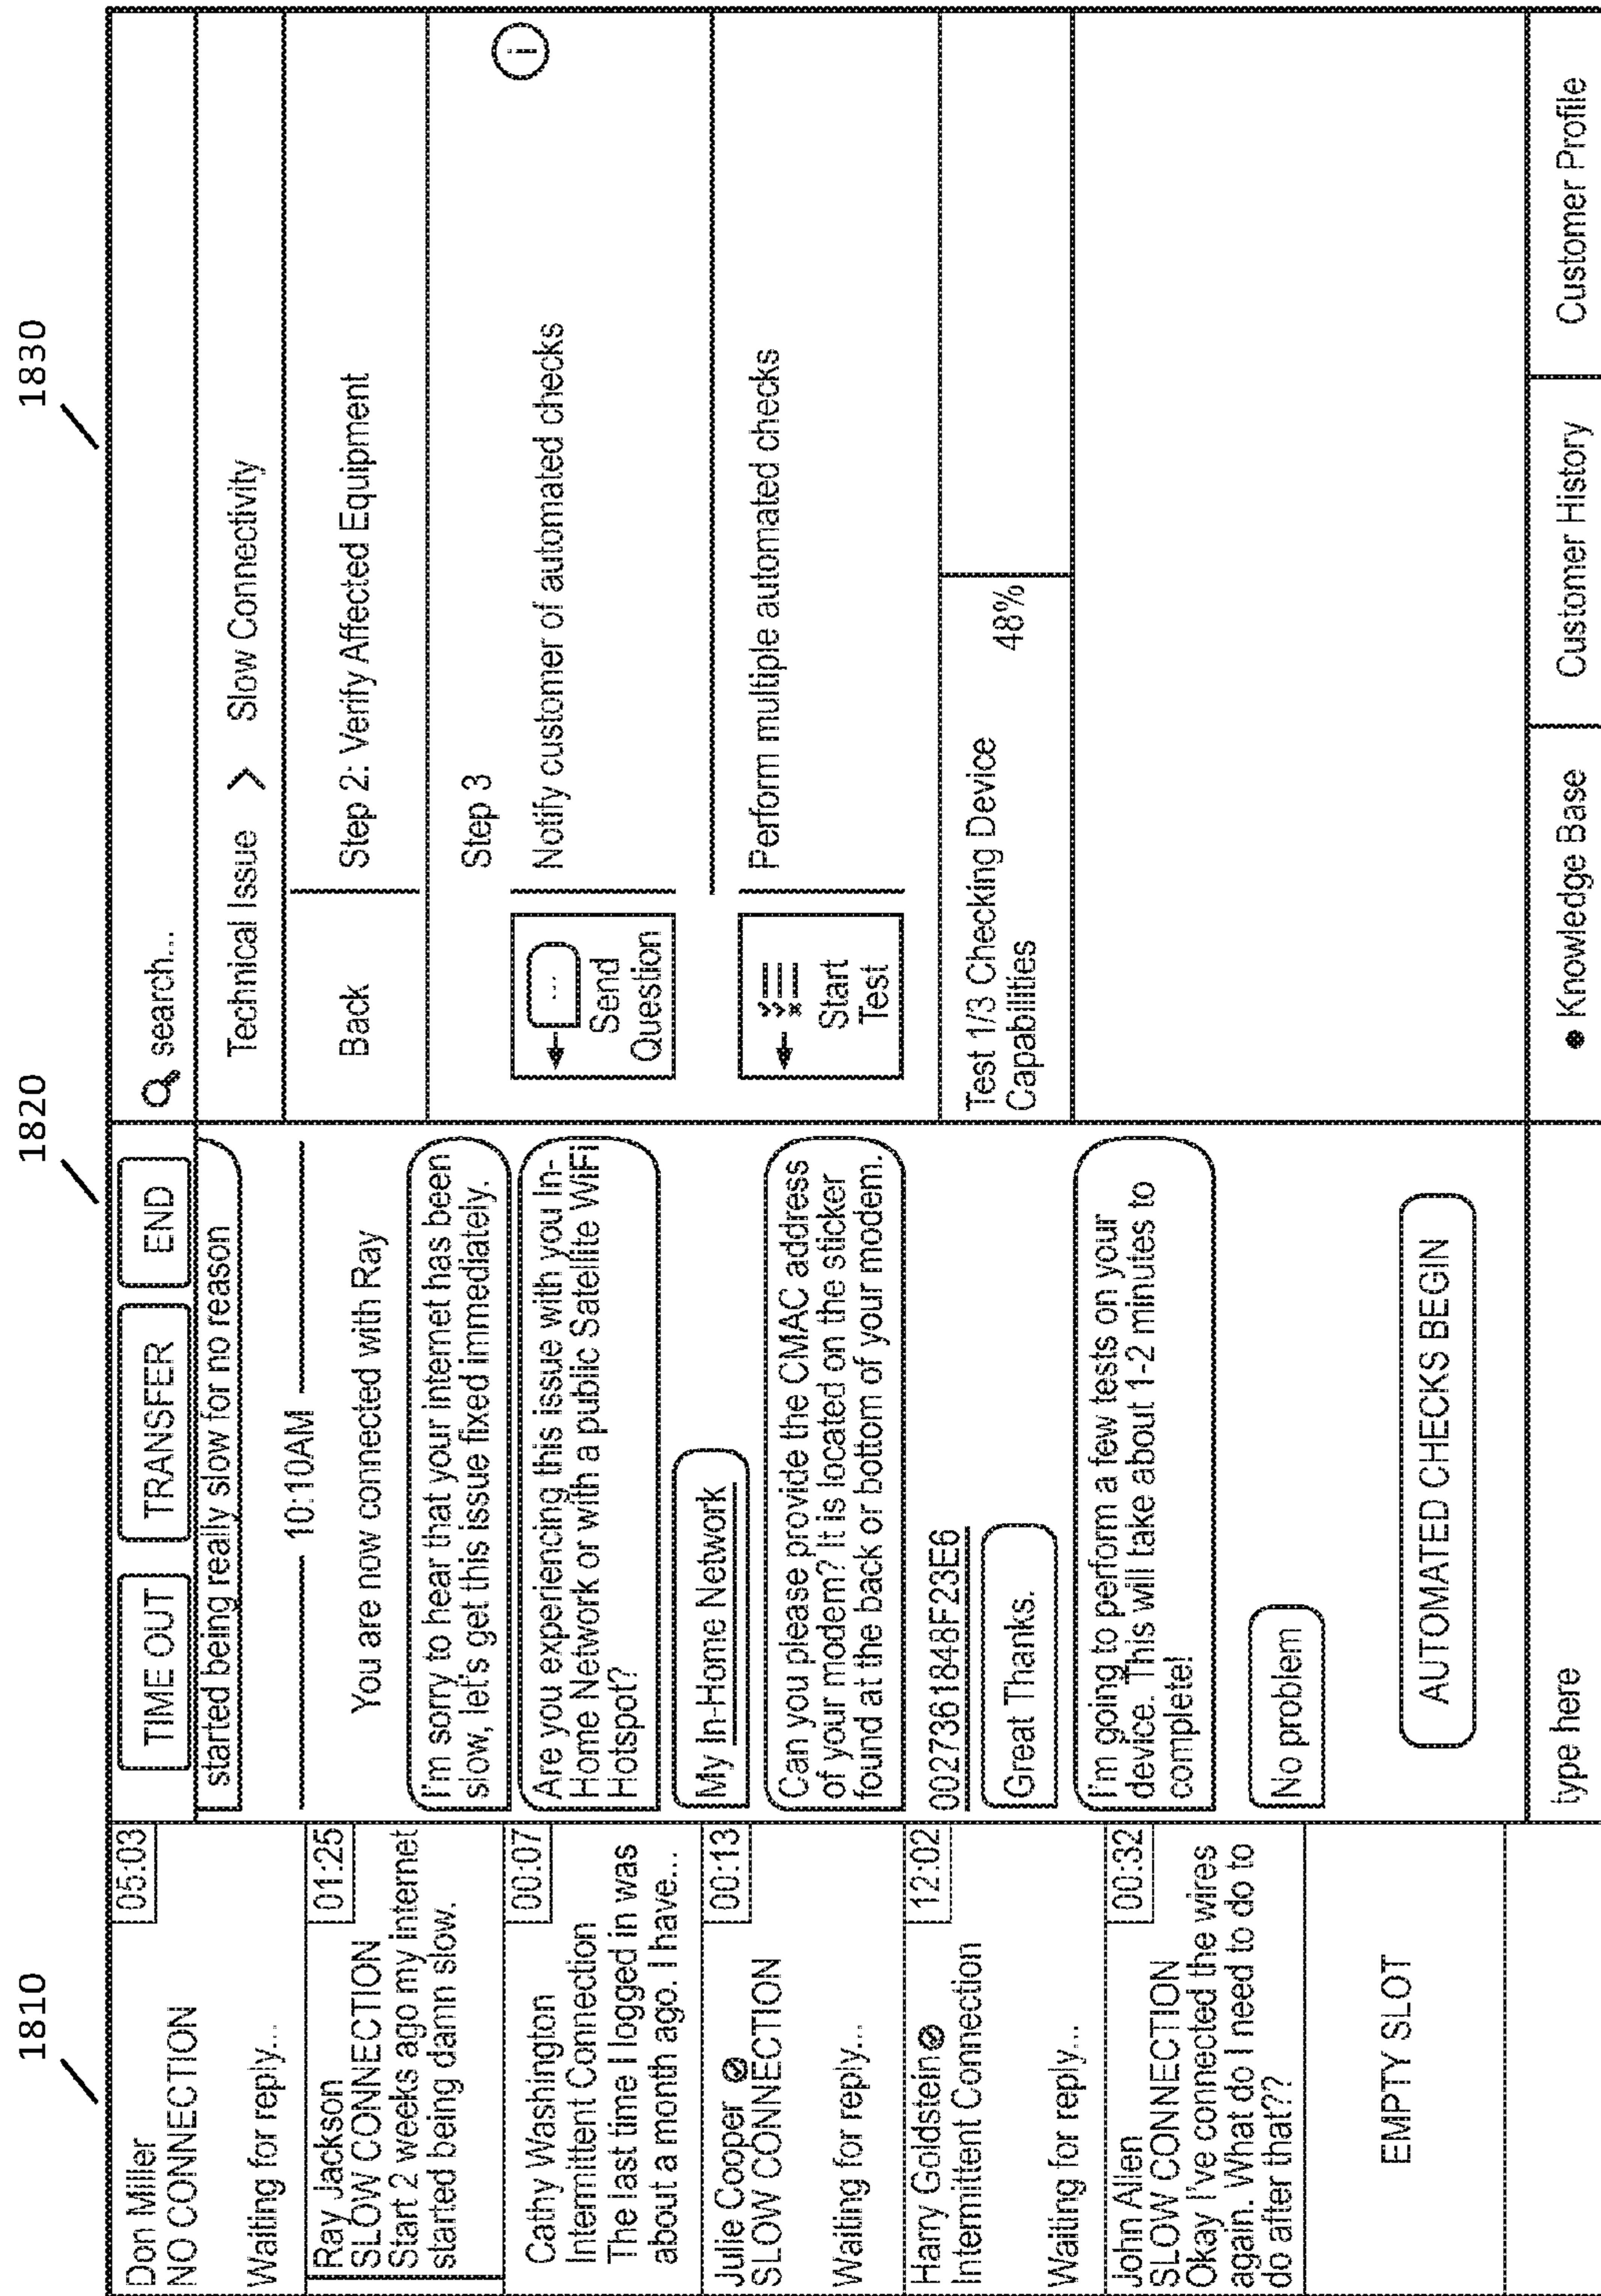 1810
1820
1830
Don Miller
05:03
NO CONNECTION
Waiting for reply...
Ray Jackson
01:25
SLOW CONNECTION
Start 2 weeks ago my internet
started being damn slow.
Cathy Washington
00:07
Intermittent Connection
The last time I logged in was
about a month ago. I have...
Julie Cooper
00:13
SLOW CONNECTION
Waiting for reply...
Harry Goldstein
12:02
Intermittent Connection
Waiting for reply...
John Allen
00:32
SLOW CONNECTION
Okay I've connected the wires
again. What do I need to do to
do after that??
EMPTY SLOT
TIME OUT
TRANSFER
END
started being really slow for no reason
10:10AM
You are now connected with Ray
I'm sorry to hear that your internet has been
slow, let's get this issue fixed immediately.
Are you experiencing this issue with you In-
Home Network or with a public Satellite WiFi
Hotspot?
My In-Home Network
Can you please provide the CMAC address
of your modem? It is located on the sticker
found at the back or bottom of your modem.
00273361848F23E6
Great Thanks.
I'm going to perform a few tests on your
device. This will take about 1-2 minutes to
complete!
No problem
AUTOMATED CHECKS BEGIN
type here
search...
Technical Issue > Slow Connectivity
Back
Step 2: Verify Affected Equipment
Step 3
...
Send
Question
Notify customer of automated checks
i
Start
Test
Perform multiple automated checks
Test 1/3 Checking Device
Capabilities
48%
• Knowledge Base
Customer History
Customer Profile